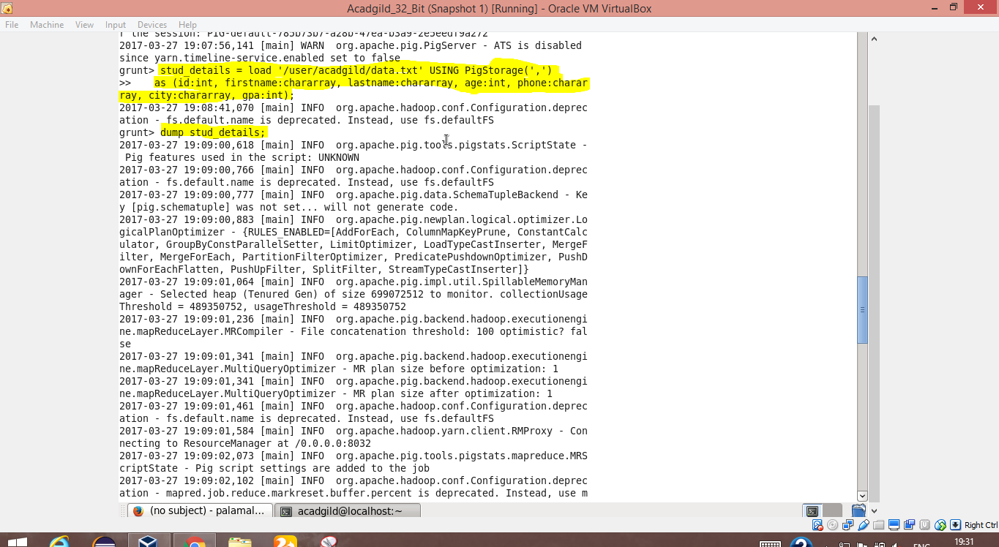 Acadgild_32_Bit (Snapshot 1) [Running] - Oracle VM VirtualBox
File Machine View Input Devices Help
r the session: PIG-default-785b73b7-a28b-47ea-b3a9-2e5eedf9a272
2017-03-27 19:07:56,141 [main] WARN  org.apache.pig.PigServer - ATS is disabled
since yarn.timeline-service.enabled set to false
grunt> stud_details = load '/user/acadgild/data.txt' USING PigStorage(',')
>>    as (id:int, firstname:chararray, lastname:chararray, age:int, phone:charar
ray, city:chararray, gpa:int);
2017-03-27 19:08:41,070 [main] INFO  org.apache.hadoop.conf.Configuration.deprec
ation - fs.default.name is deprecated. Instead, use fs.defaultFS
grunt> dump stud_details;
2017-03-27 19:09:00,618 [main] INFO  org.apache.pig.tools.pigstats.ScriptState -
 Pig features used in the script: UNKNOWN
2017-03-27 19:09:00,766 [main] INFO  org.apache.hadoop.conf.Configuration.deprec
ation - fs.default.name is deprecated. Instead, use fs.defaultFS
2017-03-27 19:09:00,777 [main] INFO  org.apache.pig.data.SchemaTupleBackend - Ke
y [pig.schematuple] was not set... will not generate code.
2017-03-27 19:09:00,883 [main] INFO  org.apache.pig.newplan.logical.optimizer.Lo
gicalPlanOptimizer - {RULES_ENABLED=[AddForEach, ColumnMapKeyPrune, ConstantCalc
ulator, GroupByConstParallelSetter, LimitOptimizer, LoadTypeCastInserter, MergeF
ilter, MergeForEach, PartitionFilterOptimizer, PredicatePushdownOptimizer, PushD
ownForEachFlatten, PushUpFilter, SplitFilter, StreamTypeCastInserter]}
2017-03-27 19:09:01,064 [main] INFO  org.apache.pig.impl.util.SpillableMemoryMan
ager - Selected heap (Tenured Gen) of size 699072512 to monitor. collectionUsage
Threshold = 489350752, usageThreshold = 489350752
2017-03-27 19:09:01,236 [main] INFO  org.apache.pig.backend.hadoop.executionengi
ne.mapReduceLayer.MRCompiler - File concatenation threshold: 100 optimistic? fal
se
2017-03-27 19:09:01,341 [main] INFO  org.apache.pig.backend.hadoop.executionengi
ne.mapReduceLayer.MultiQueryOptimizer - MR plan size before optimization: 1
2017-03-27 19:09:01,341 [main] INFO  org.apache.pig.backend.hadoop.executionengi
ne.mapReduceLayer.MultiQueryOptimizer - MR plan size after optimization: 1
2017-03-27 19:09:01,461 [main] INFO  org.apache.hadoop.conf.Configuration.deprec
ation - fs.default.name is deprecated. Instead, use fs.defaultFS
2017-03-27 19:09:01,584 [main] INFO  org.apache.hadoop.yarn.client.RMProxy - Con
necting to ResourceManager at /0.0.0.0:8032
2017-03-27 19:09:02,073 [main] INFO  org.apache.pig.tools.pigstats.mapreduce.MRS
criptState - Pig script settings are added to the job
2017-03-27 19:09:02,102 [main] INFO  org.apache.hadoop.conf.Configuration.deprec
ation - mapred.job.reduce.markreset.buffer.percent is deprecated. Instead, use m
(no subject) - palamal... acadgild@localhost:~
Right Ctrl
ENG 19:31